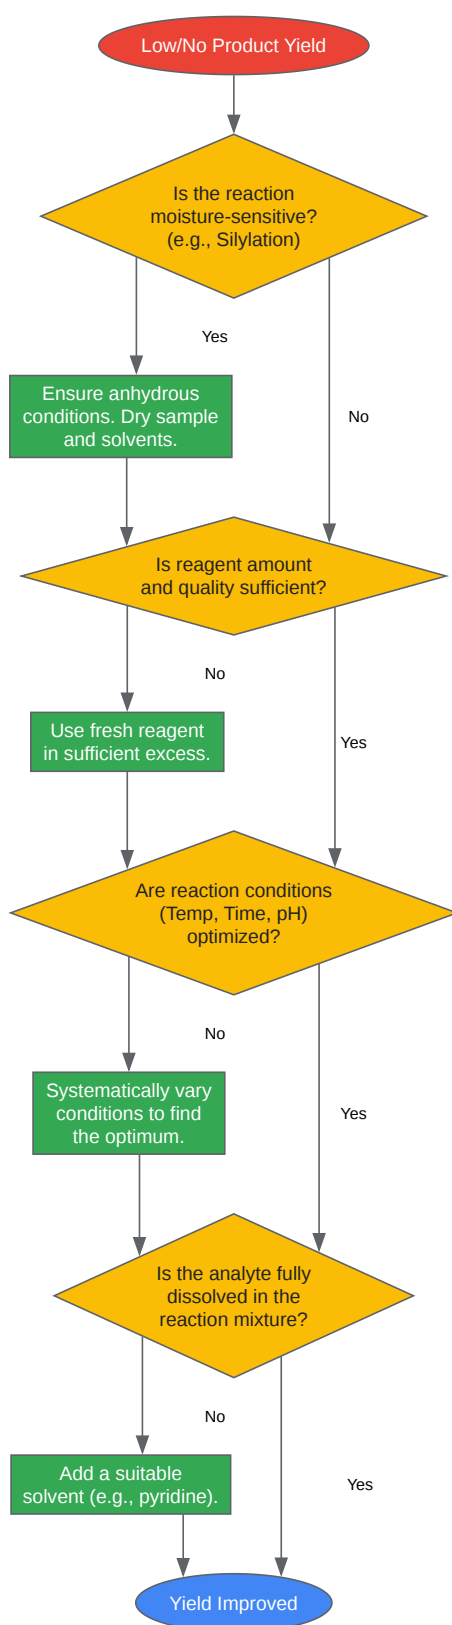 Low/No Product Yield
Is the reaction
moisture-sensitive?
(e.g., Silylation)
Yes
Ensure anhydrous
conditions. Dry sample
and solvents.
No
Is reagent amount
and quality sufficient?
No
Use fresh reagent
in sufficient excess.
Yes
Are reaction conditions
(Temp, Time, pH)
optimized?
No
Systematically vary
conditions to find
the optimum.
Yes
Is the analyte fully
dissolved in the
reaction mixture?
No
Add a suitable
solvent (e.g., pyridine).
Yes
Yield Improved